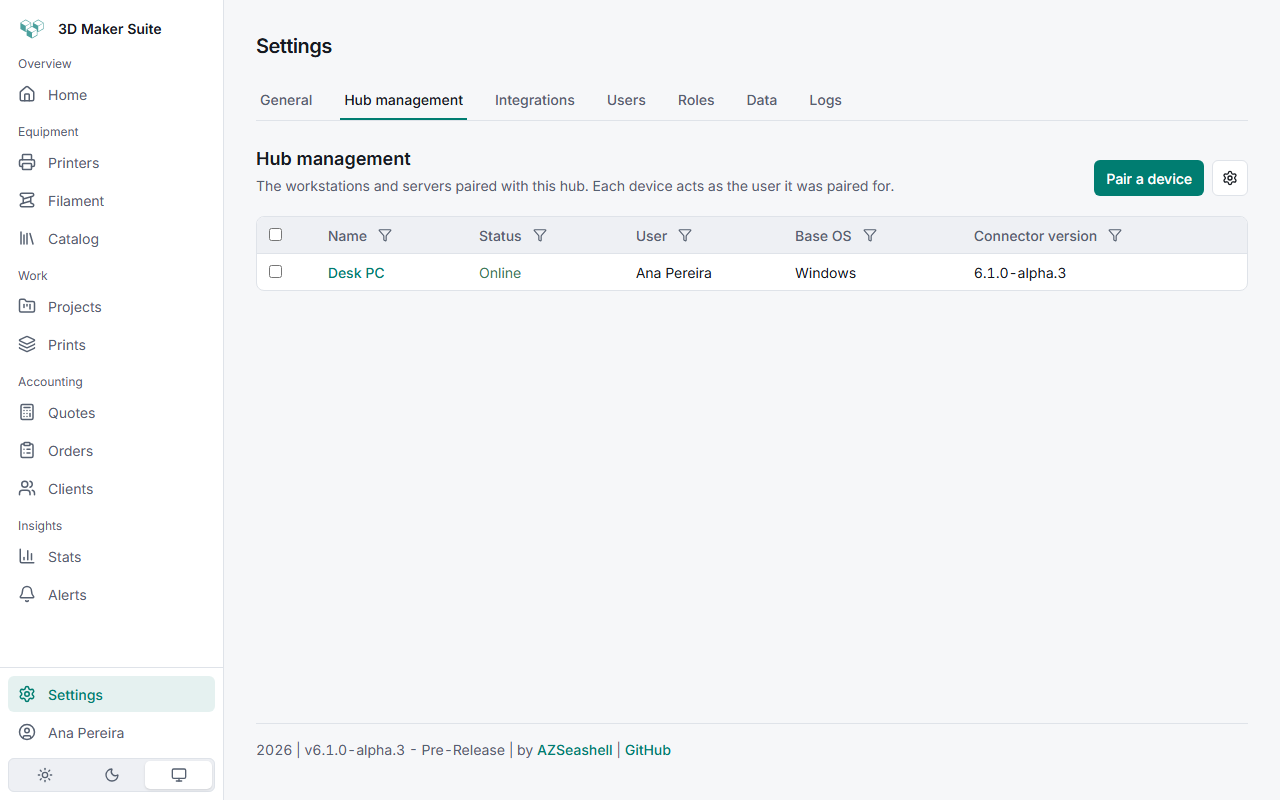 3D Maker Suite
Overview
Home
Equipment
Printers
Filament
Catalog
Work
Projects
Prints
Accounting
Quotes
Orders
Clients
Insights
Stats
Alerts
Settings
Ana Pereira
Settings
General Hub management Integrations Users Roles Data Logs
Hub management
The workstations and servers paired with this hub. Each device acts as the user it was paired for.
Pair a device
Name Status User Base OS Connector version
Desk PC Online Ana Pereira Windows 6.1.0-alpha.3
2026 | v6.1.0-alpha.3 - Pre-Release | by AZSeashell | GitHub